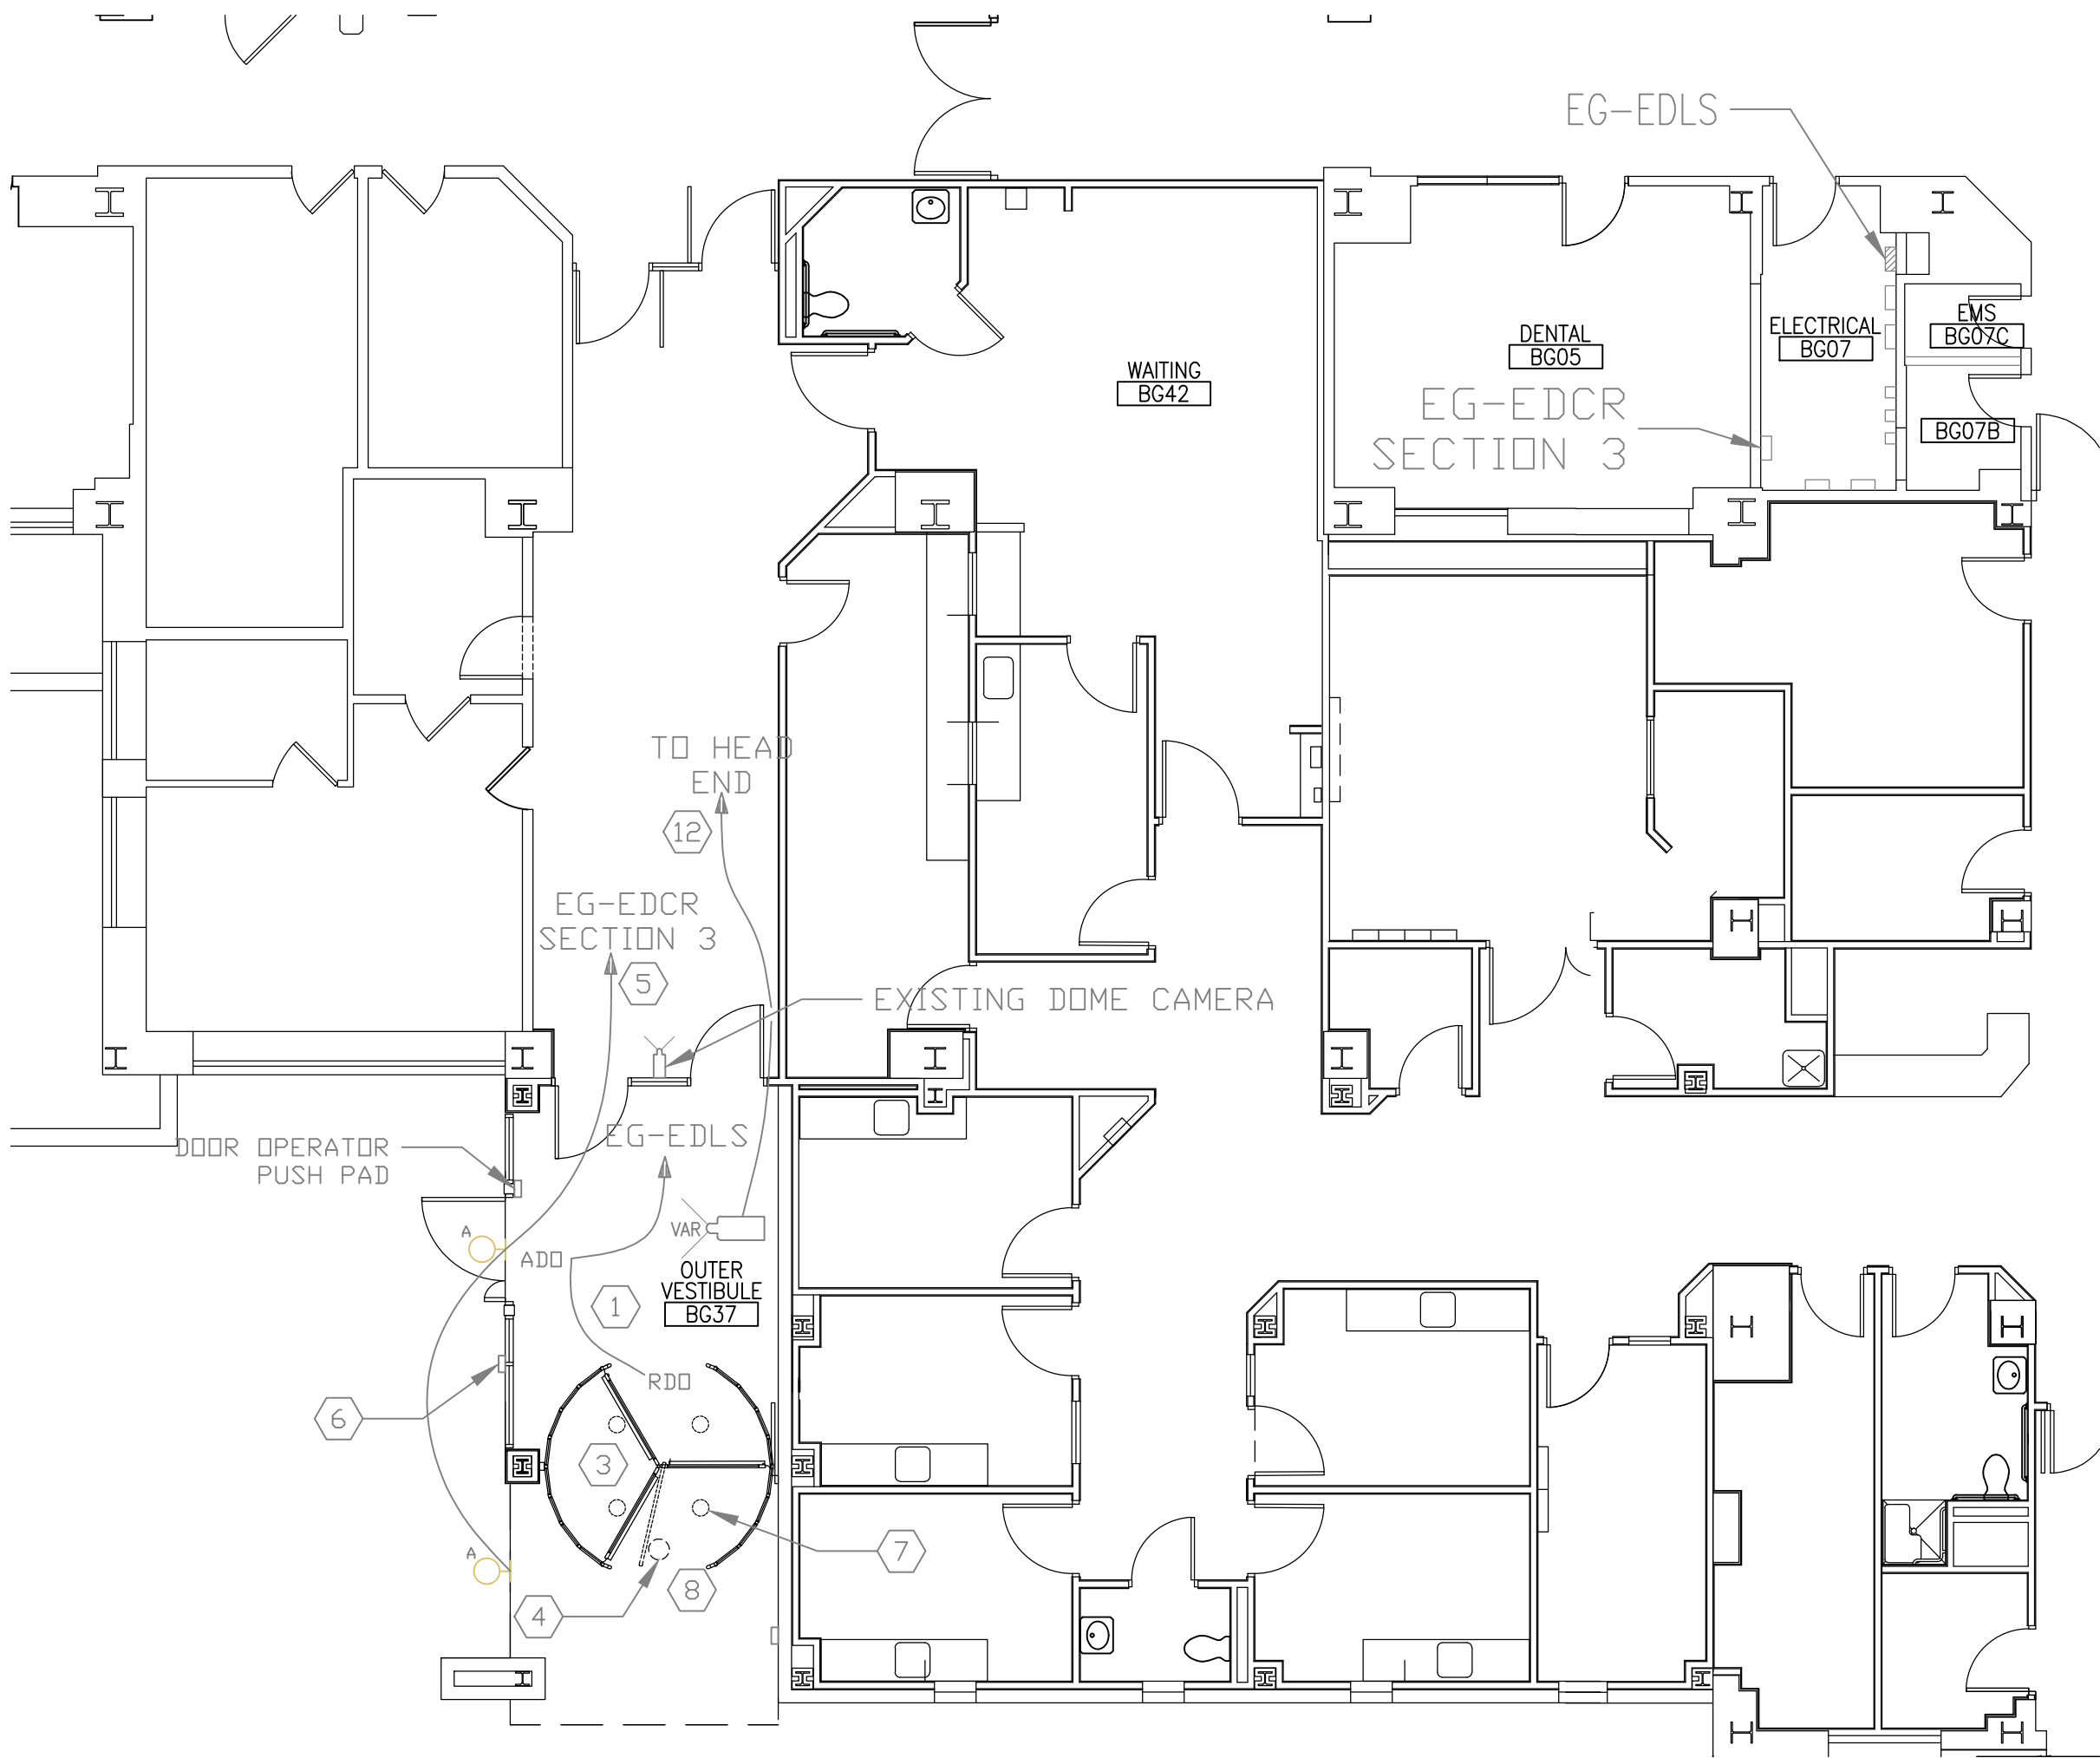 EG-EDLS
ELECTRICAL
BG07
EMS
BG07C
DENTAL
BG05
WAITING
BG42
EG-EDCR
SECTION 3
BG07B
TO HEAD
END
12
EG-EDCR
SECTION 3
5
EXISTING DOME CAMERA
EG-EDLS
DOOR OPERATOR
PUSH PAD
VAR
A
ADO
OUTER
VESTIBULE
BG37
1
RDO
6
3
7
A
8
4